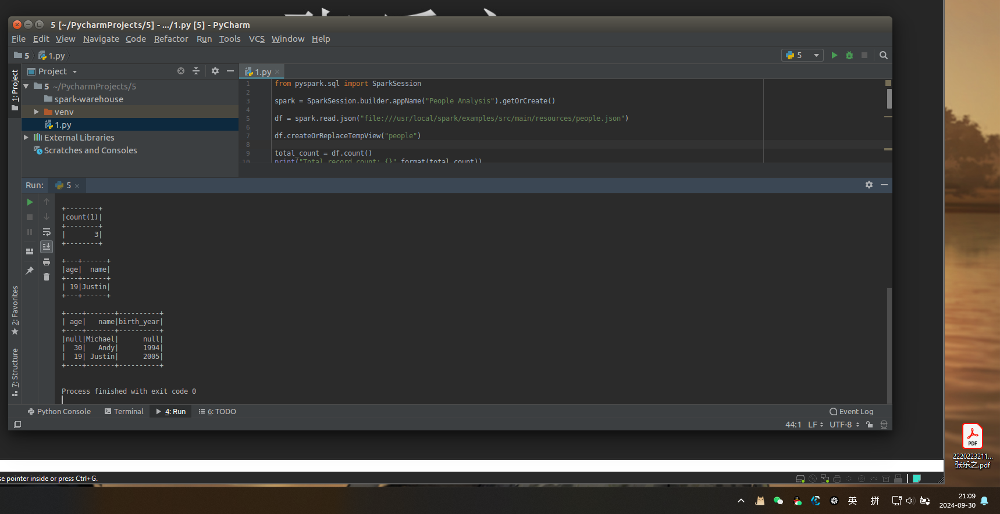 5 [~/PycharmProjects/5] - .../1.py [5] - PyCharm
File Edit View Navigate Code Refactor Run Tools VCS Window Help
5 1.py
5
Project
1.py
1: Project
5 ~/PycharmProjects/5
spark-warehouse
venv
1.py
External Libraries
Scratches and Consoles
1 from pyspark.sql import SparkSession
2
3 spark = SparkSession.builder.appName("People Analysis").getOrCreate()
4
5 df = spark.read.json("file:///usr/local/spark/examples/src/main/resources/people.json")
6
7 df.createOrReplaceTempView("people")
8
9 total_count = df.count()
10 print("Total record count: {}".format(total_count))
Run: 5
+--------+
|count(1)|
+--------+
|       3|
+--------+
+---+------+
|age|  name|
+---+------+
| 19|Justin|
+---+------+
+----+-------+----------+
| age|   name|birth_year|
+----+-------+----------+
|null|Michael|      null|
|  30|   Andy|      1994|
|  19| Justin|      2005|
+----+-------+----------+
Process finished with exit code 0
2: Favorites
7: Structure
Python Console Terminal 4: Run 6: TODO Event Log
44:1 LF UTF-8
PDF
2220223211...
张乐之.pdf
se pointer inside or press Ctrl+G.
英 拼
21:09
2024-09-30